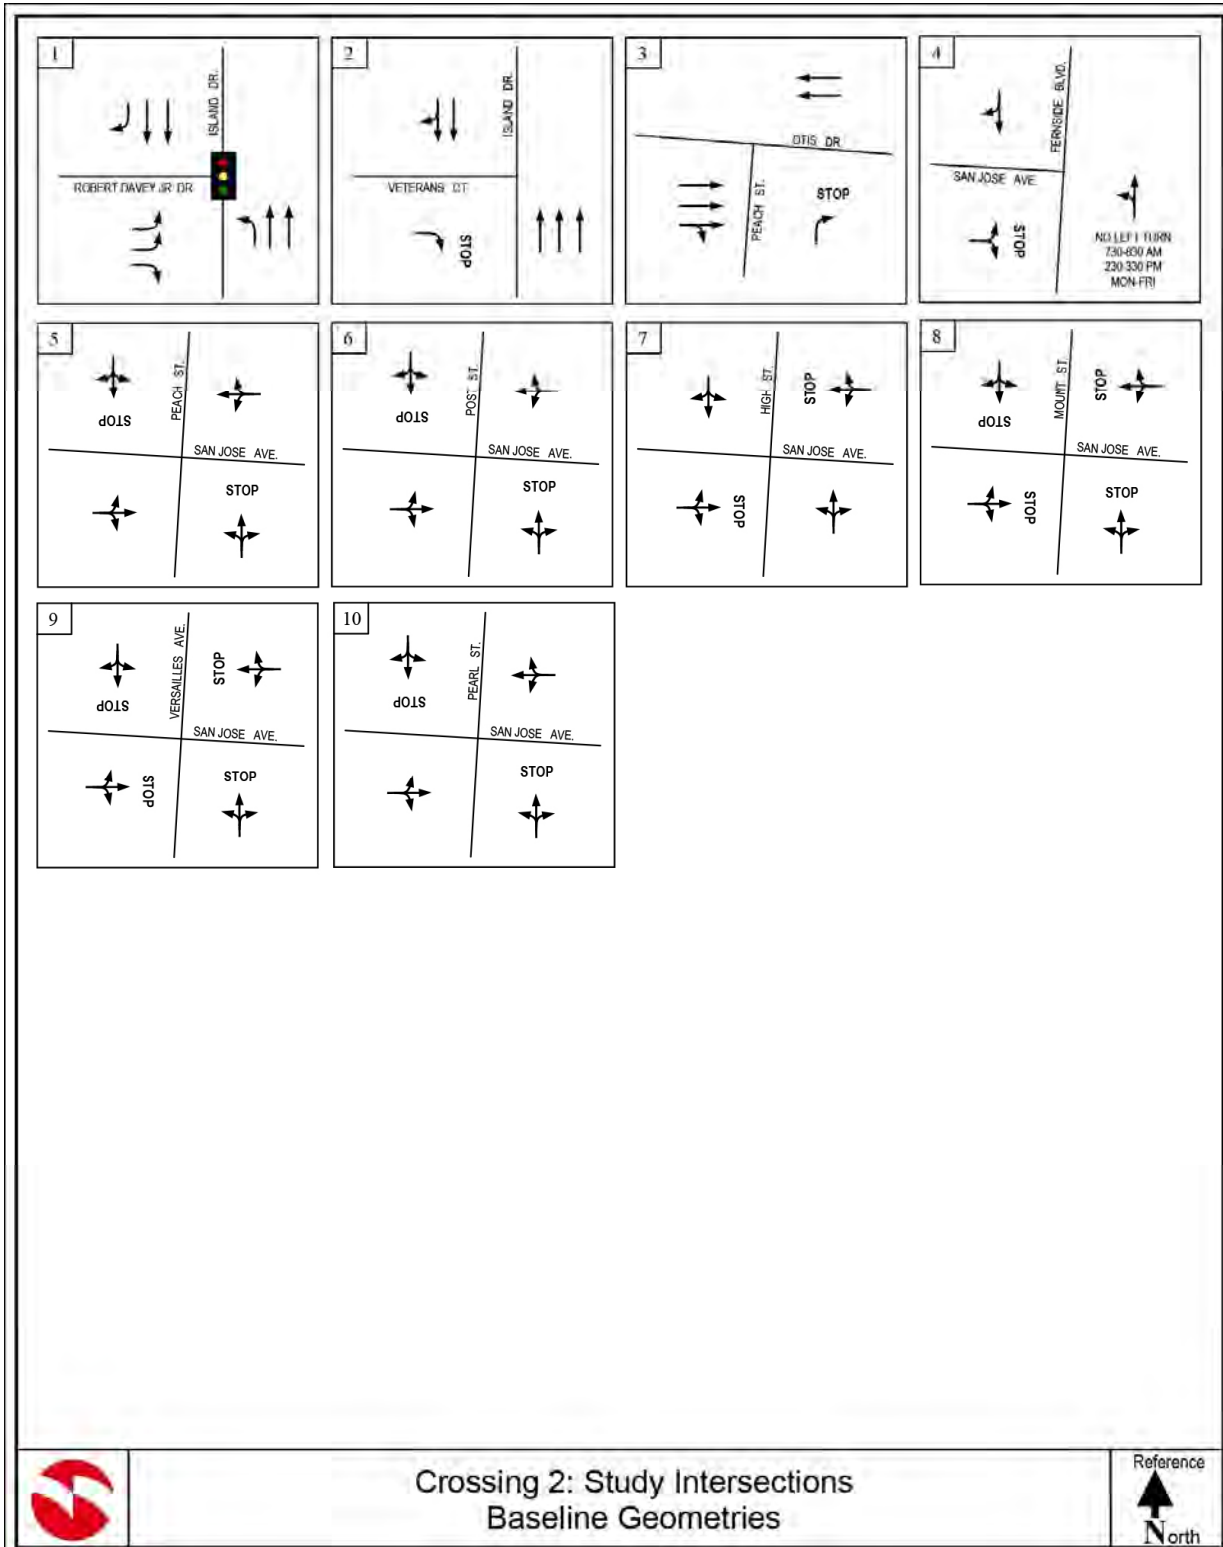 1
ISLAND DR.
ROBERT DAVEY JR DR
2
ISLAND DR.
VETERANS CT
STOP
3
OTIS DR
PEACH ST.
STOP
4
FERNSIDE BLVD.
SAN JOSE AVE.
STOP
NO LEFT TURN
730-830 AM
230-330 PM
MON-FRI
5
PEACH ST.
STOP
SAN JOSE AVE.
STOP
6
POST ST.
STOP
SAN JOSE AVE.
STOP
7
HIGH ST.
STOP
SAN JOSE AVE.
STOP
8
MOUNT ST.
STOP
STOP
SAN JOSE AVE.
STOP
STOP
9
VERSAILLES AVE.
STOP
STOP
SAN JOSE AVE.
STOP
STOP
10
PEARL ST.
STOP
SAN JOSE AVE.
STOP
Crossing 2: Study Intersections
Baseline Geometries
Reference
North